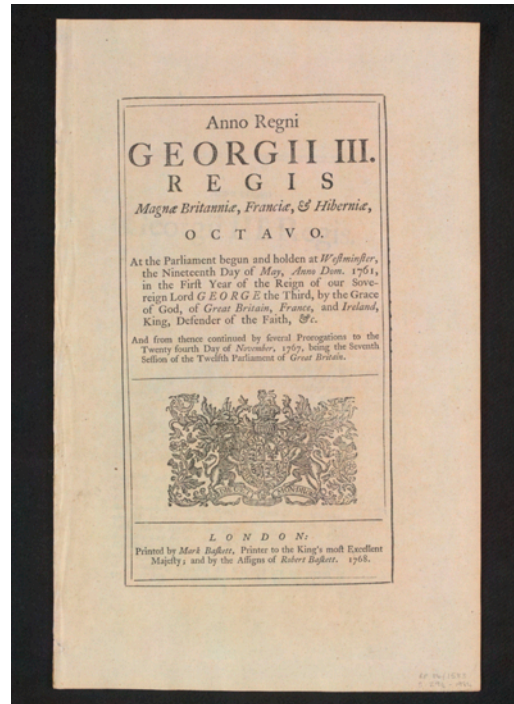 Anno Regni
GEORGII III.
REGIS
Magnæ Britanniæ, Franciæ, & Hiberniæ,
OCTAVO.
At the Parliament begun and holden at Weſtminſter,
the Nineteenth Day of May, Anno Dom. 1761,
in the Firſt Year of the Reign of our Sove-
reign Lord GEORGE the Third, by the Grace
of God, of Great Britain, France, and Ireland,
King, Defender of the Faith, &c.
And from thence continued by ſeveral Prorogations to the
Twenty fourth Day of November, 1767, being the Seventh
Seſſion of the Twelfth Parliament of Great Britain.
LONDON:
Printed by Mark Baſkett, Printer to the King's moſt Excellent
Majeſty; and by the Aſſigns of Robert Baſkett. 1768.